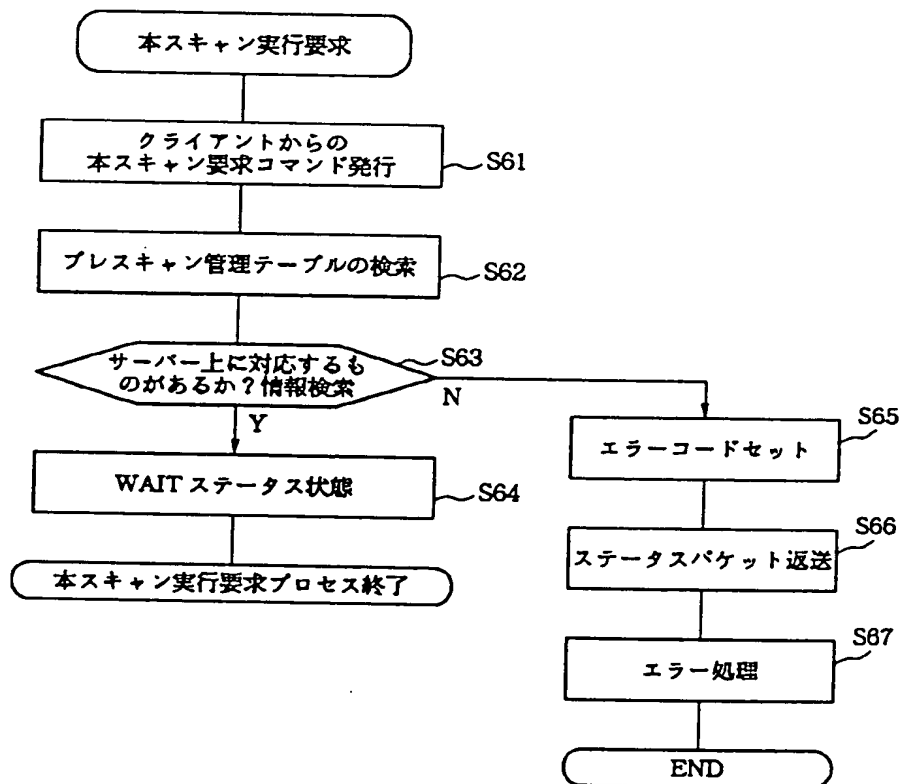 本スキャン実行要求
クライアントからの
本スキャン要求コマンド発行
S61
プレスキャン管理テーブルの検索
S62
サーバー上に対応するも
のがあるか？情報検索
S63
N
Y
WAITステータス状態
S64
本スキャン実行要求プロセス終了
エラーコードセット
S65
ステータスパケット返送
S66
エラー処理
S67
END